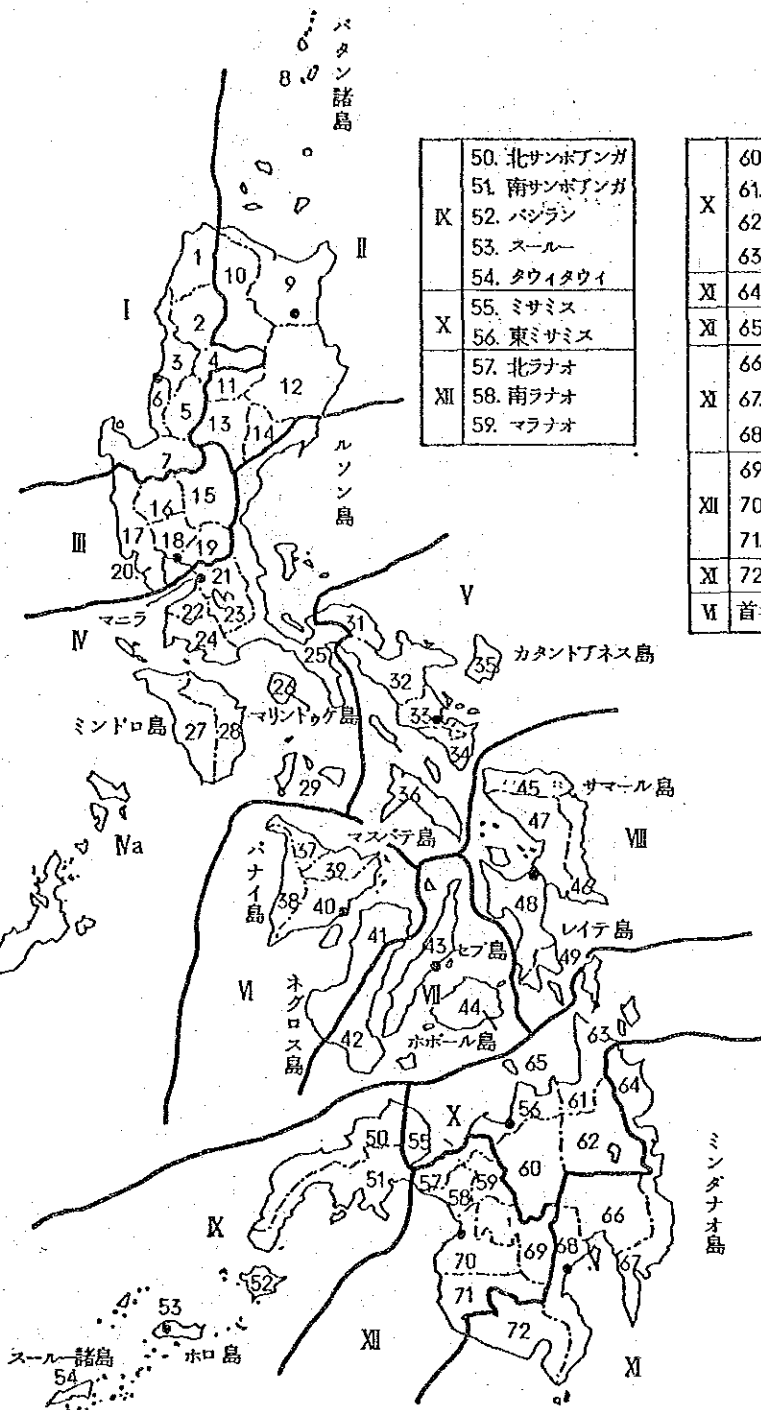 バタン諸島
8
II
1
10
9
I
2
3
4
11
12
6
5
13
14
7
ルソン島
15
16
17
III
18
19
20
21
マニラ
22
23
24
IV
25
V
31
32
35
カタンドアネス島
26
マリンドゥケ島
33
ミンドロ島
27
28
34
29
36
45
サマール島
マスバテ島
47
VIII
IVa
37
39
パナイ島
38
40
48
46
41
レイテ島
43
セブ島
49
VI
VII
ネグロス島
44
42
ホボール島
63
65
64
61
56
X
50
55
62
ミンダナオ島
60
57
59
51
58
66
IX
69
68
67
70
52
71
53
72
XII
スールー諸島
ホロ島
XI
54
IX
50. 北サンボアンガ
51. 南サンボアンガ
52. バシラン
53. スールー
54. タウィタウィ
X
55. ミサミス
56. 東ミサミス
XII
57. 北ラナオ
58. 南ラナオ
59. マラナオ
X
60
61.
62
63
XI 64
XI 65
XI
66
67.
68
XII
69
70
71.
XI 72
VI 首